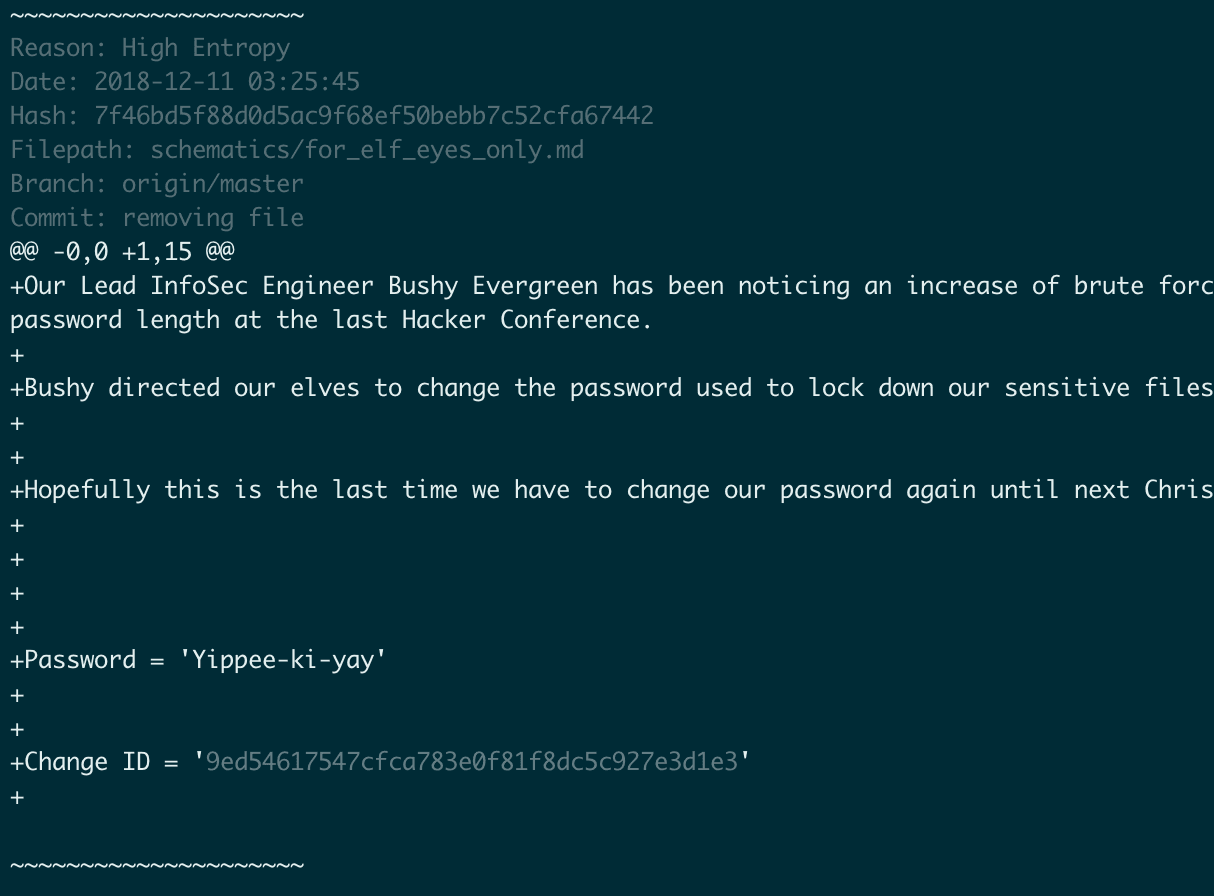 ~~~~~~~~~~~~~~~~~~~~~
Reason: High Entropy
Date: 2018-12-11 03:25:45
Hash: 7f46bd5f88d0d5ac9f68ef50bebb7c52cfa67442
Filepath: schematics/for_elf_eyes_only.md
Branch: origin/master
Commit: removing file
@@ -0,0 +1,15 @@
+Our Lead InfoSec Engineer Bushy Evergreen has been noticing an increase of brute forc
password length at the last Hacker Conference.
+
+Bushy directed our elves to change the password used to lock down our sensitive files
+
+
+Hopefully this is the last time we have to change our password again until next Chris
+
+
+
+
+Password = 'Yippee-ki-yay'
+
+
+Change ID = '9ed54617547cfca783e0f81f8dc5c927e3d1e3'
+
~~~~~~~~~~~~~~~~~~~~~